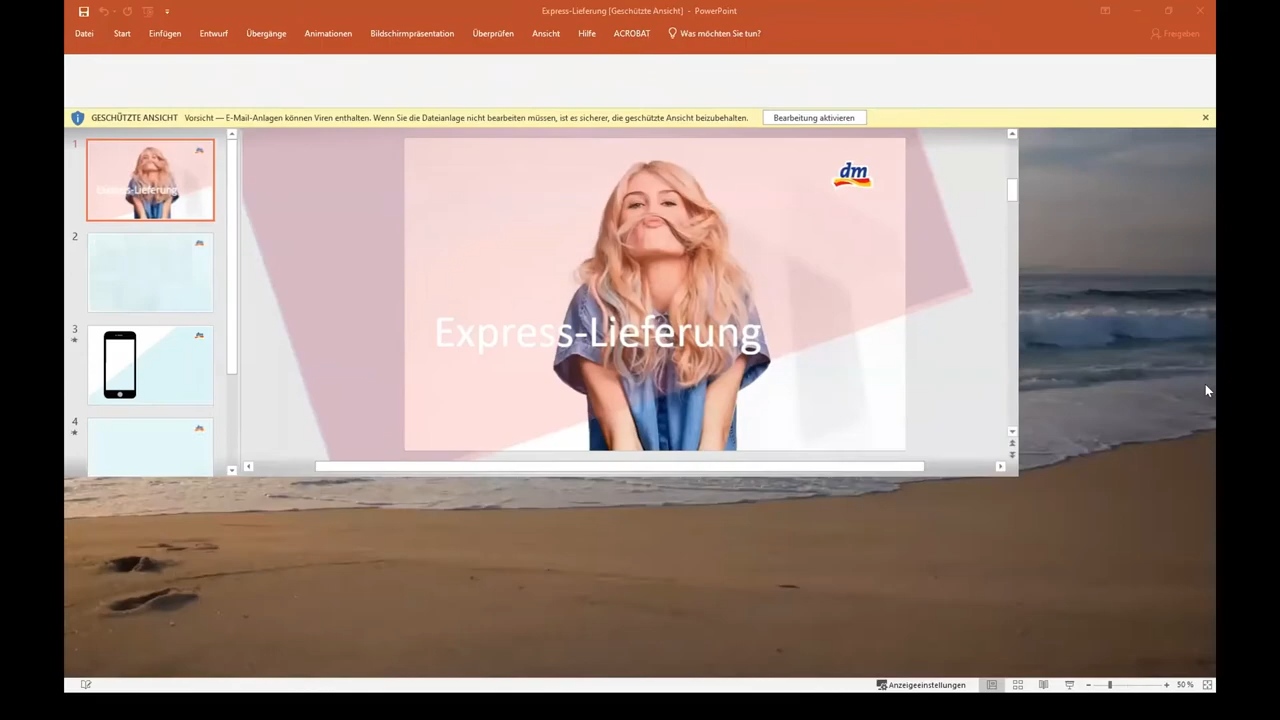 Express-Lieferung [Geschützte Ansicht] - PowerPoint
Datei Start Einfügen Entwurf Übergänge Animationen Bildschirmpräsentation Überprüfen Ansicht Hilfe ACROBAT Was möchten Sie tun? Freigeben
GESCHÜTZTE ANSICHT Vorsicht — E-Mail-Anlagen können Viren enthalten. Wenn Sie die Dateianlage nicht bearbeiten müssen, ist es sicherer, die geschützte Ansicht beizubehalten. Bearbeitung aktivieren
1
Express-Lieferung
2
3
4
dm
Express-Lieferung
Anzeigeeinstellungen 50 %